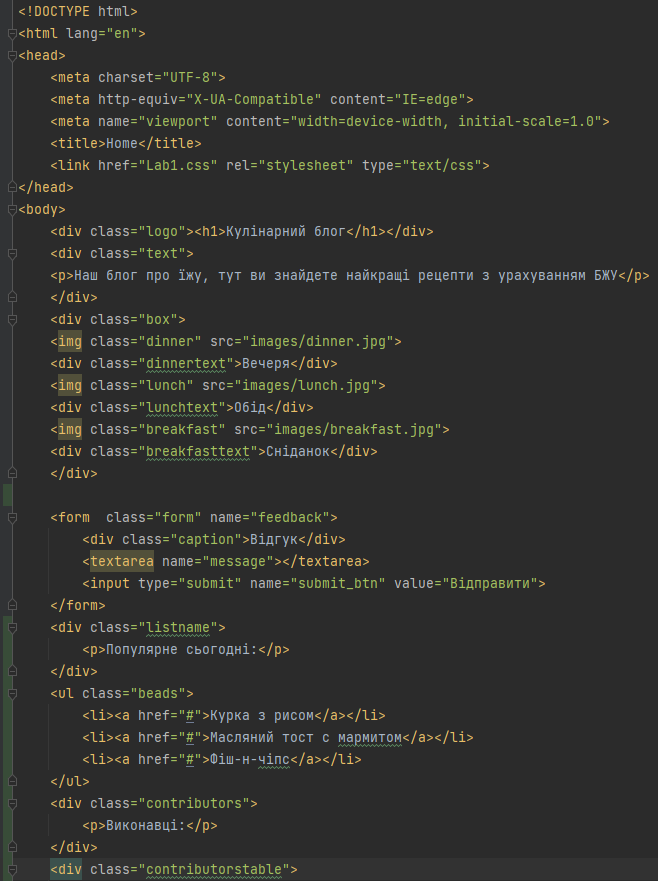 <!DOCTYPE html>
<html lang="en">
<head>
    <meta charset="UTF-8">
    <meta http-equiv="X-UA-Compatible" content="IE=edge">
    <meta name="viewport" content="width=device-width, initial-scale=1.0">
    <title>Home</title>
    <link href="Lab1.css" rel="stylesheet" type="text/css">
</head>
<body>
    <div class="logo"><h1>Кулінарний блог</h1></div>
    <div class="text">
    <p>Наш блог про їжу, тут ви знайдете найкращі рецепти з урахуванням БЖУ</p>
    </div>
    <div class="box">
    <img class="dinner" src="images/dinner.jpg">
    <div class="dinnertext">Вечеря</div>
    <img class="lunch" src="images/lunch.jpg">
    <div class="lunchtext">Обід</div>
    <img class="breakfast" src="images/breakfast.jpg">
    <div class="breakfasttext">Сніданок</div>
    </div>

    <form  class="form" name="feedback">
        <div class="caption">Відгук</div>
        <textarea name="message"></textarea>
        <input type="submit" name="submit_btn" value="Відправити">
    </form>
    <div class="listname">
        <p>Популярне сьогодні:</p>
    </div>
    <ul class="beads">
        <li><a href="#">Курка з рисом</a></li>
        <li><a href="#">Масляний тост с мармитом</a></li>
        <li><a href="#">Фіш-н-чіпс</a></li>
    </ul>
    <div class="contributors">
        <p>Виконавці:</p>
    </div>
    <div class="contributorstable">